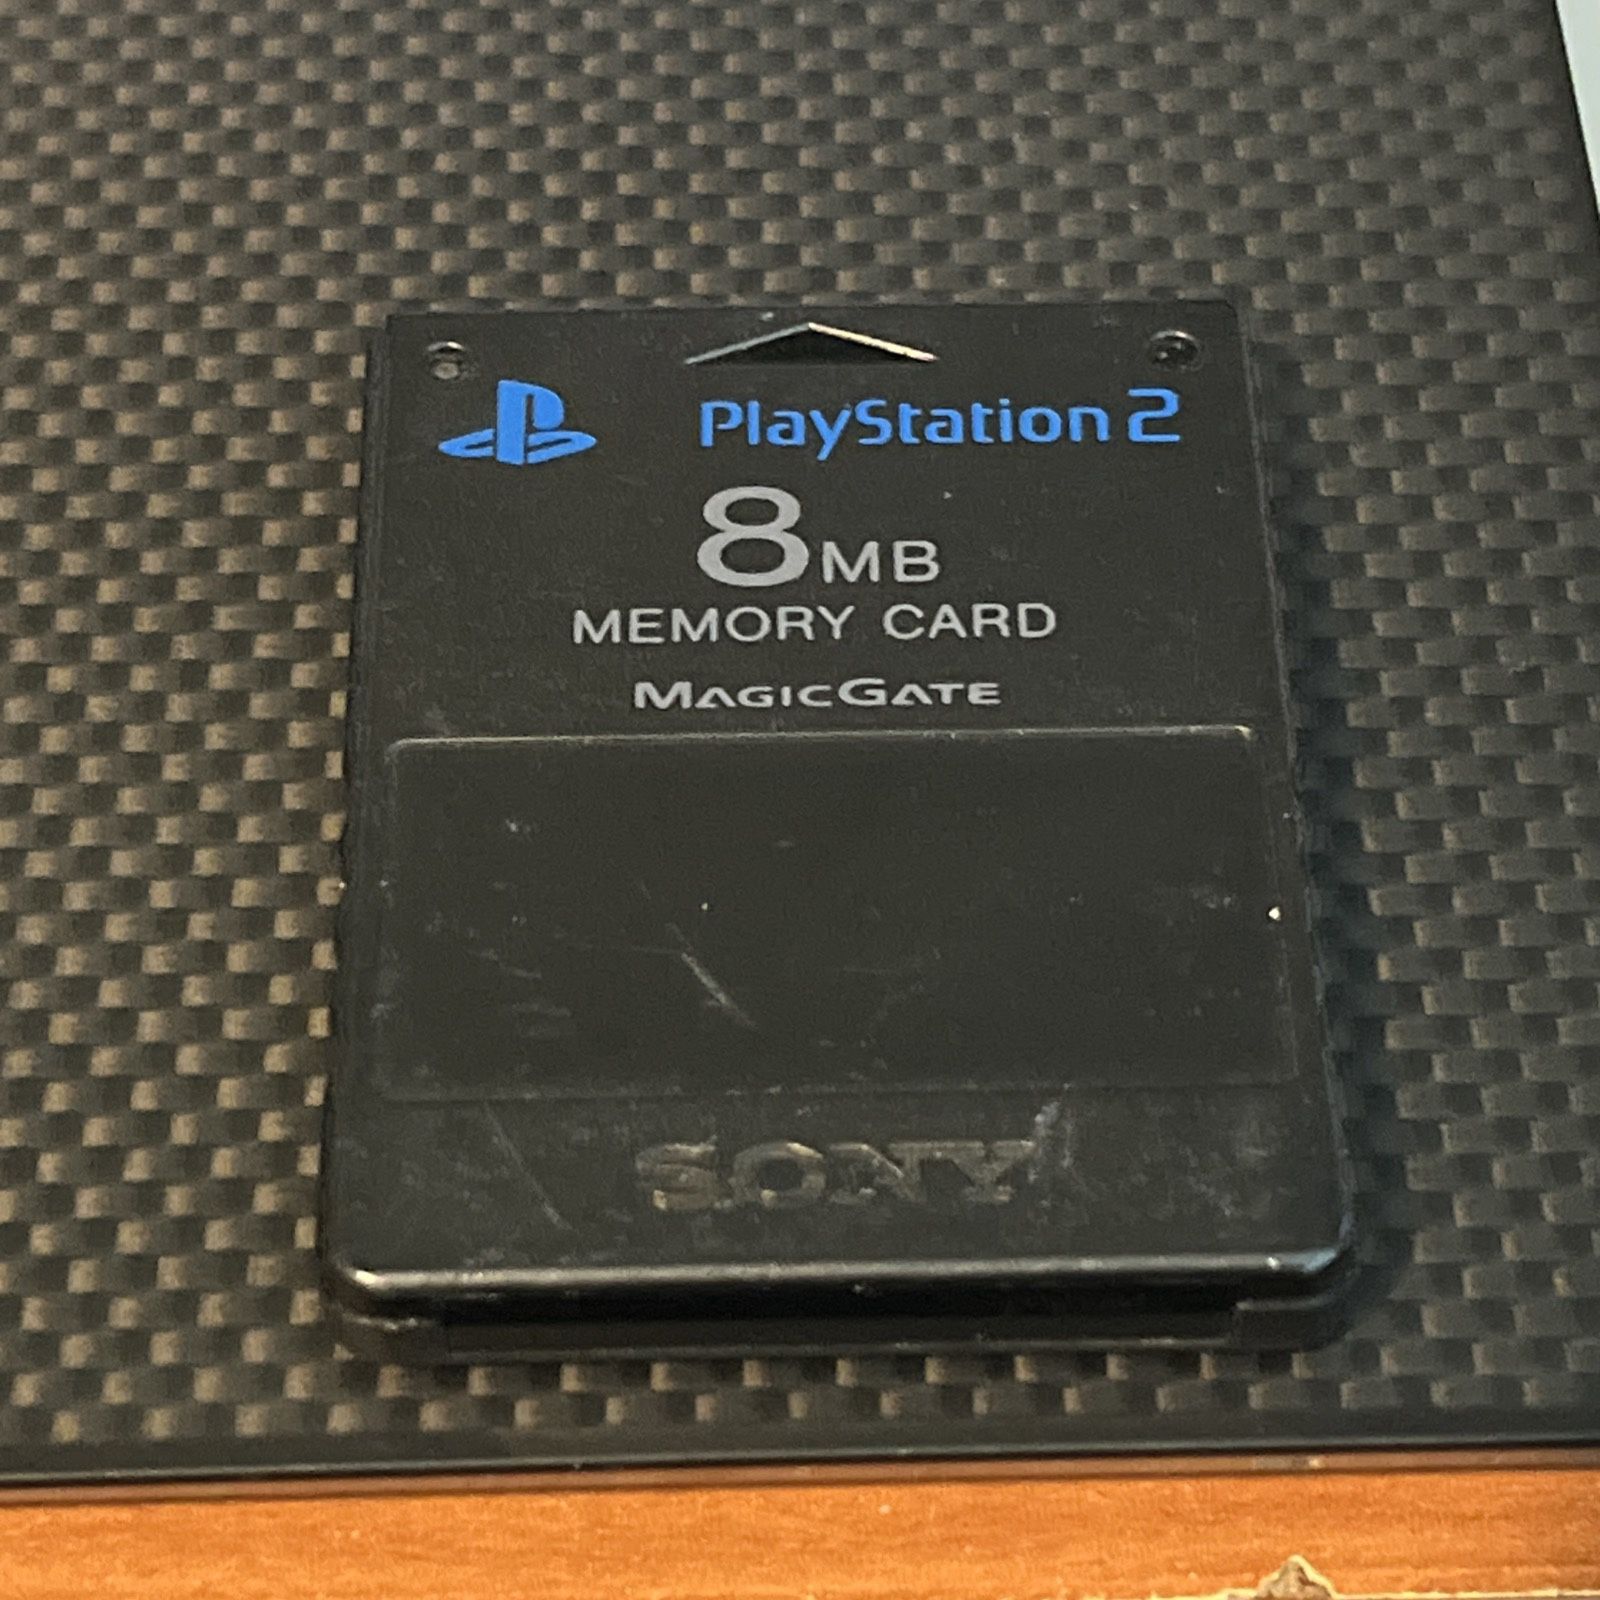 PlayStation 2
8MB
MEMORY CARD
MAGICGATE
SONY